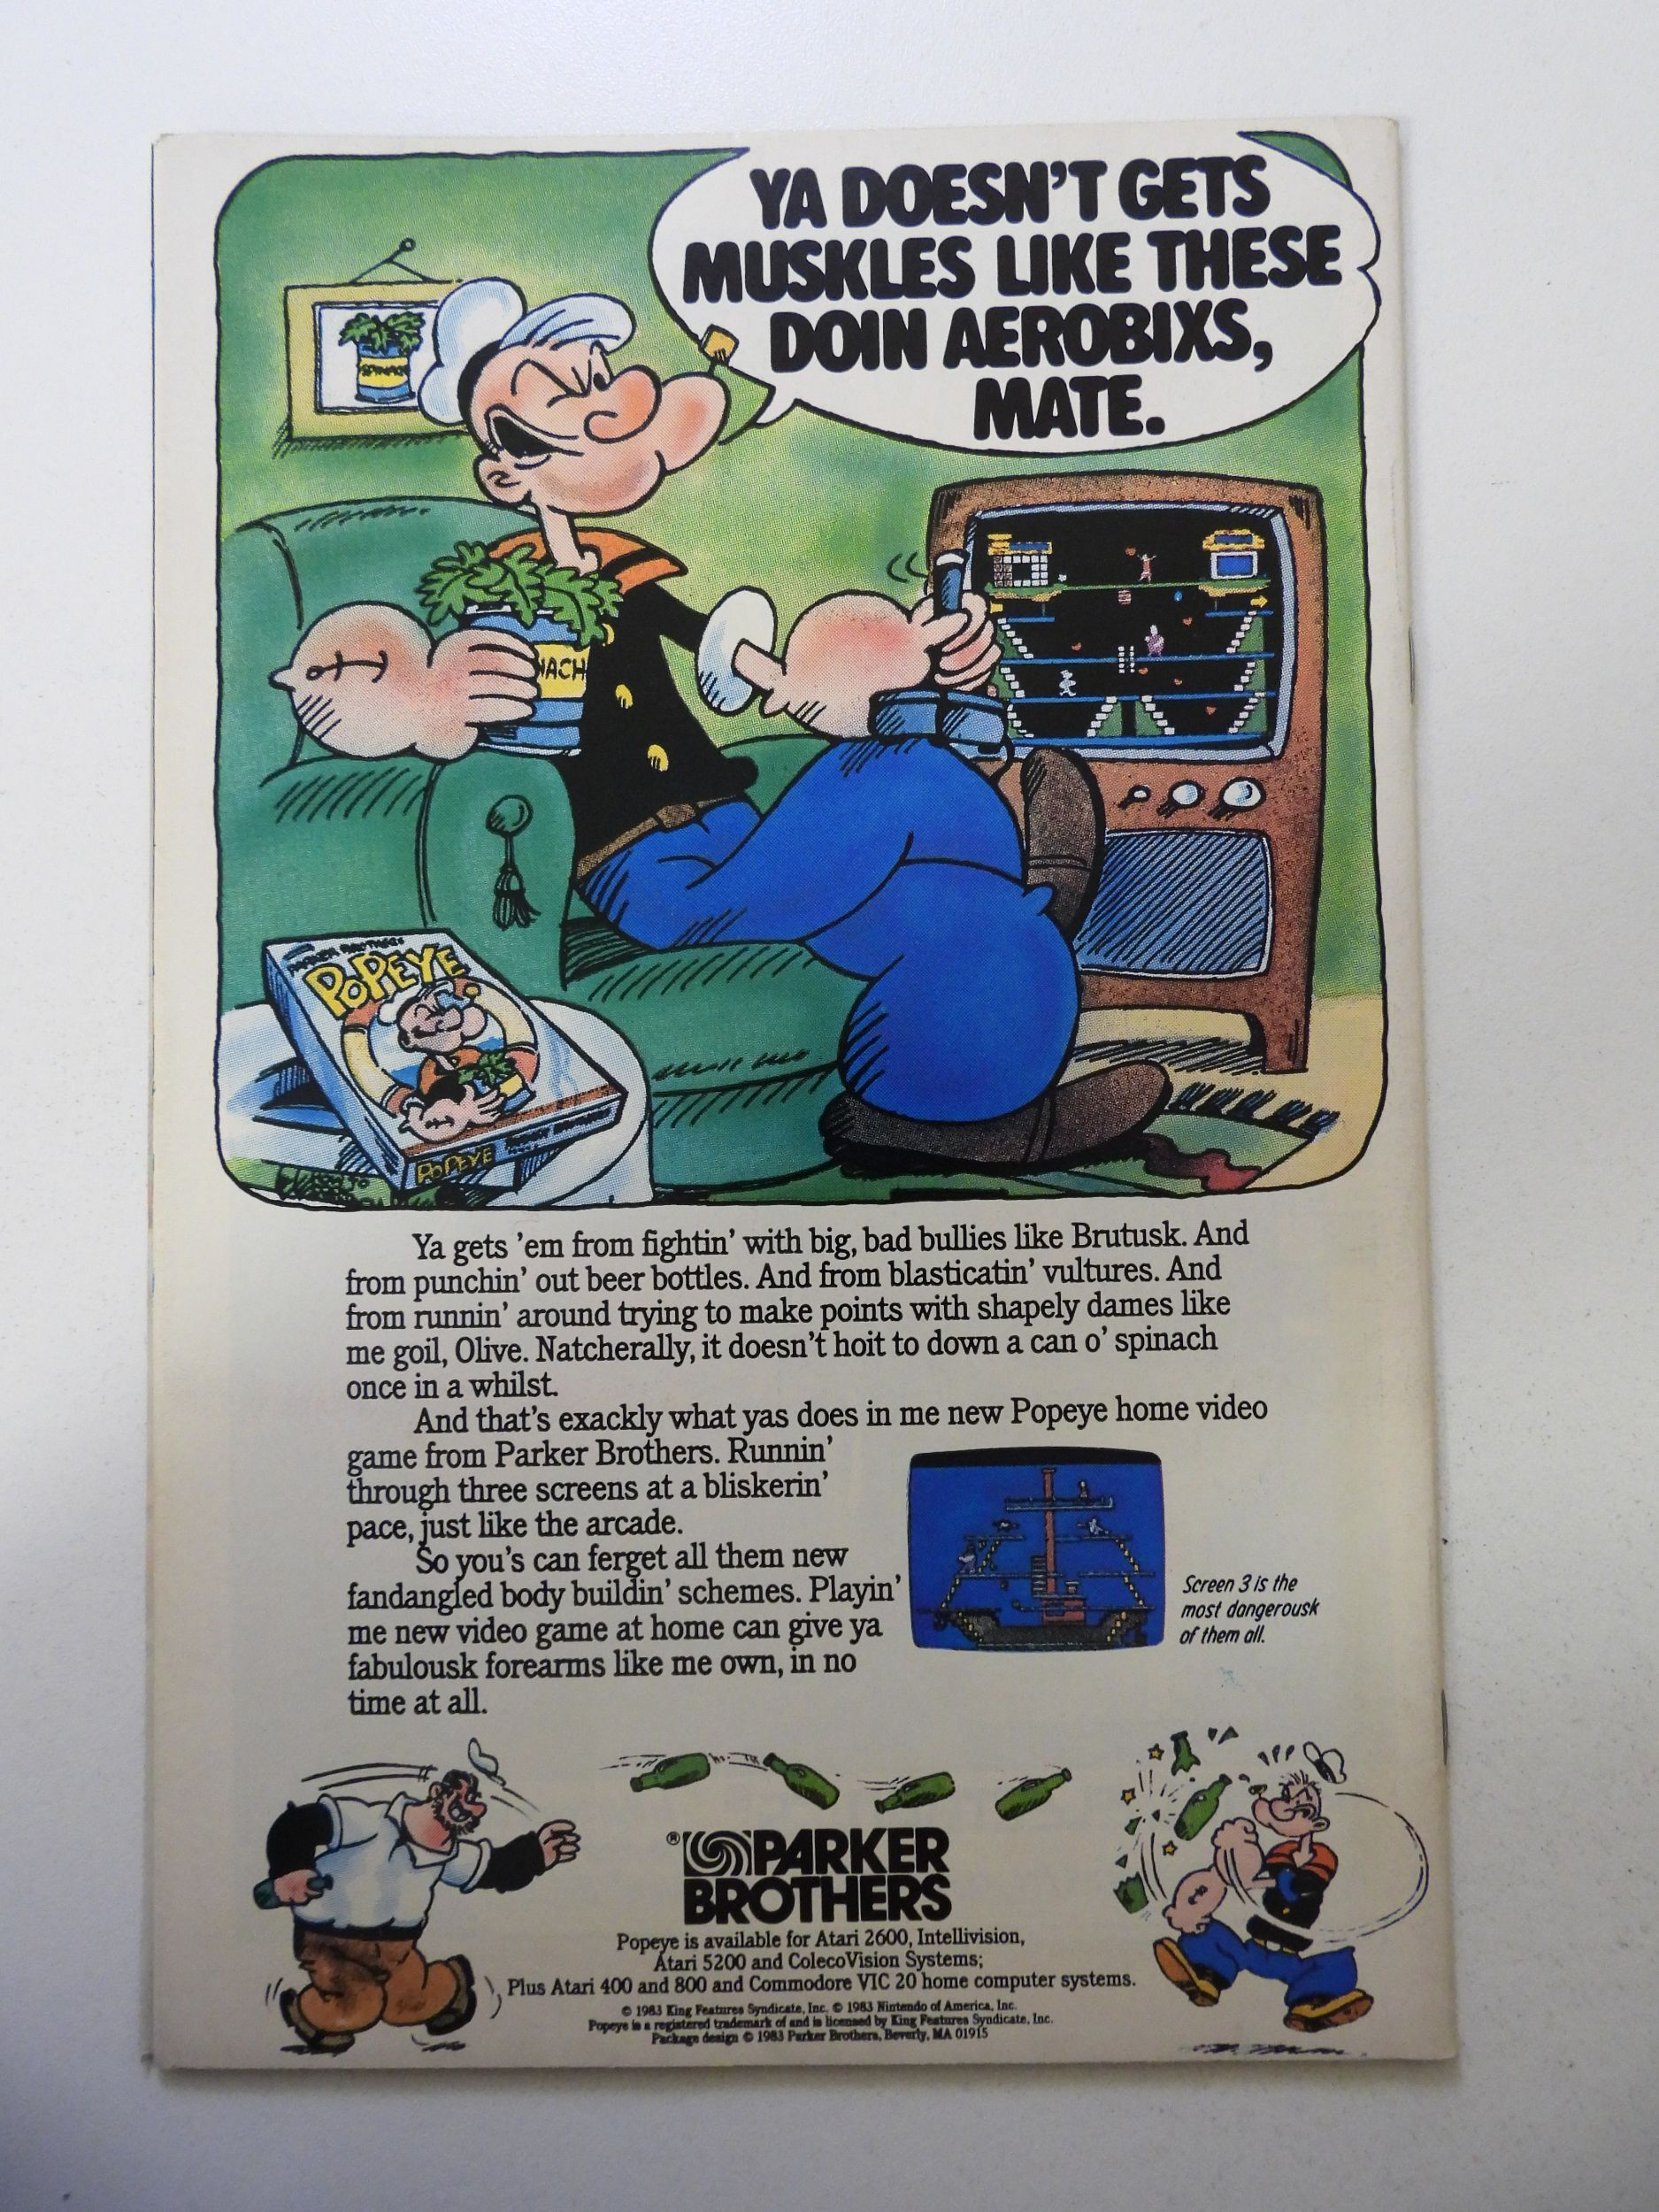 YA DOESN'T GETS
MUSKLES LIKE THESE
DOIN AEROBIXS,
MATE.
SPINACH
NACH
PARKER BROTHERS
POPEYE
POPEYE
Ya gets 'em from fightin' with big, bad bullies like Brutusk. And
from punchin' out beer bottles. And from blasticatin' vultures. And
from runnin' around trying to make points with shapely dames like
me goil, Olive. Natcherally, it doesn't hoit to down a can o' spinach
once in a whilst.
And that's exackly what yas does in me new Popeye home video
game from Parker Brothers. Runnin'
through three screens at a bliskerin'
pace, just like the arcade.
So you's can ferget all them new
fandangled body buildin' schemes. Playin'
me new video game at home can give ya
fabulousk forearms like me own, in no
time at all.
Screen 3 is the
most dangerousk
of them all.
® PARKER
BROTHERS
Popeye is available for Atari 2600, Intellivision,
Atari 5200 and ColecoVision Systems;
Plus Atari 400 and 800 and Commodore VIC 20 home computer systems.
© 1983 King Features Syndicate, Inc. © 1983 Nintendo of America, Inc.
Popeye is a registered trademark of and is licensed by King Features Syndicate, Inc.
Package design © 1983 Parker Brothers, Beverly, MA 01915